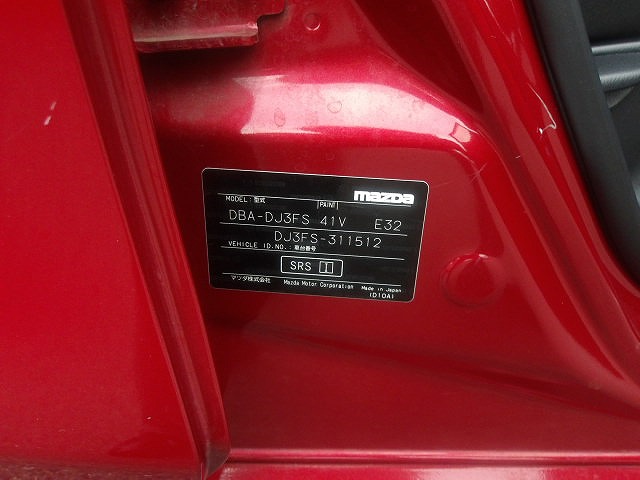 mazda
MODEL: 型式 PAINT
DBA-DJ3FS 41V E32
DJ3FS-311512
VEHICLE ID.NO.: 車台番号
SRS
マツダ株式会社 Mazda Motor Corporation Made in Japan
(D10A)